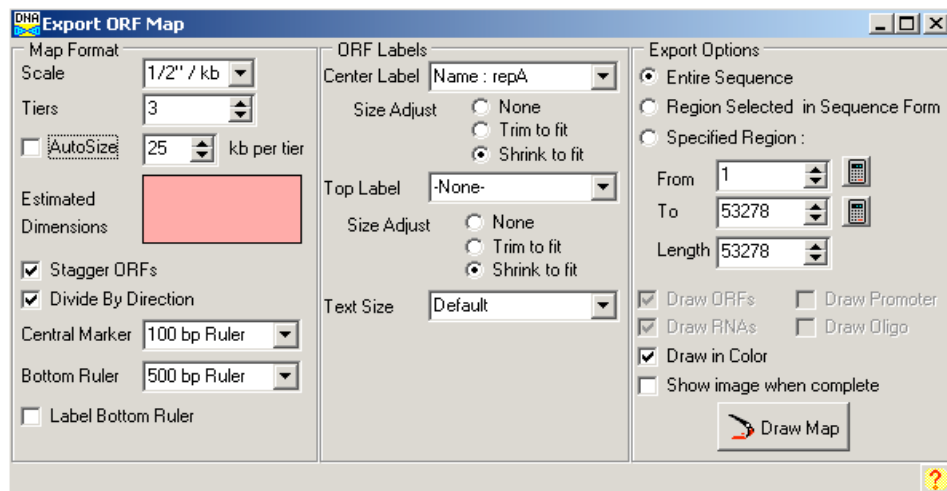 DNA Export ORF Map
Map Format
Scale 1/2" / kb
Tiers 3
AutoSize 25 kb per tier
Estimated
Dimensions
Stagger ORFs
Divide By Direction
Central Marker 100 bp Ruler
Bottom Ruler 500 bp Ruler
Label Bottom Ruler
ORF Labels
Center Label Name : repA
Size Adjust None
Trim to fit
Shrink to fit
Top Label -None-
Size Adjust None
Trim to fit
Shrink to fit
Text Size Default
Export Options
Entire Sequence
Region Selected in Sequence Form
Specified Region :
From 1
To 53278
Length 53278
Draw ORFs Draw Promoter
Draw RNAs Draw Oligo
Draw in Color
Show image when complete
Draw Map
?